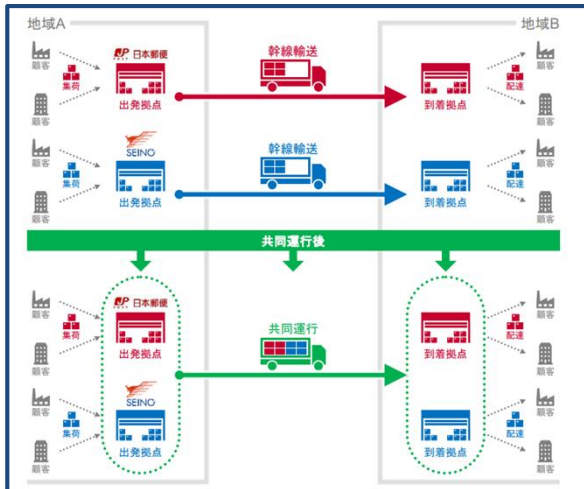 地域A
地域B
顧客
集荷
顧客
JP 日本郵便
出発拠点
幹線輸送
到着拠点
配達
顧客
顧客
顧客
集荷
顧客
SEINO
出発拠点
幹線輸送
到着拠点
配達
顧客
顧客
共同運行後
顧客
集荷
顧客
JP 日本郵便
出発拠点
共同運行
到着拠点
配達
顧客
顧客
顧客
集荷
顧客
SEINO
出発拠点
到着拠点
配達
顧客
顧客